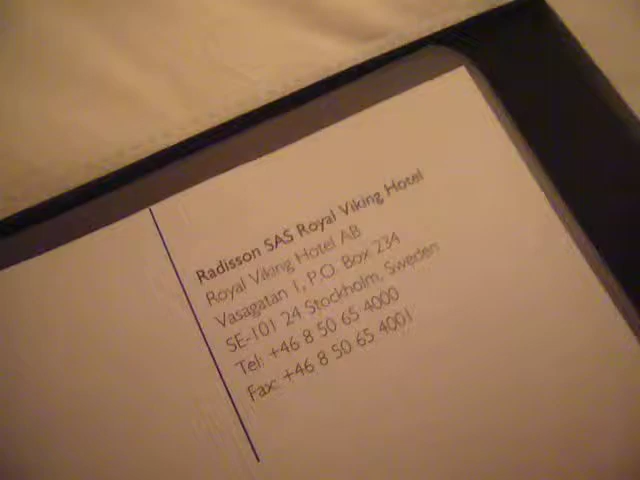 Radisson SAS Royal Viking Hotel
Royal Viking Hotel AB
Vasagatan 1, P.O. Box 234
SE-101 24 Stockholm, Sweden
Tel: +46 8 50 65 4000
Fax: +46 8 50 65 4001